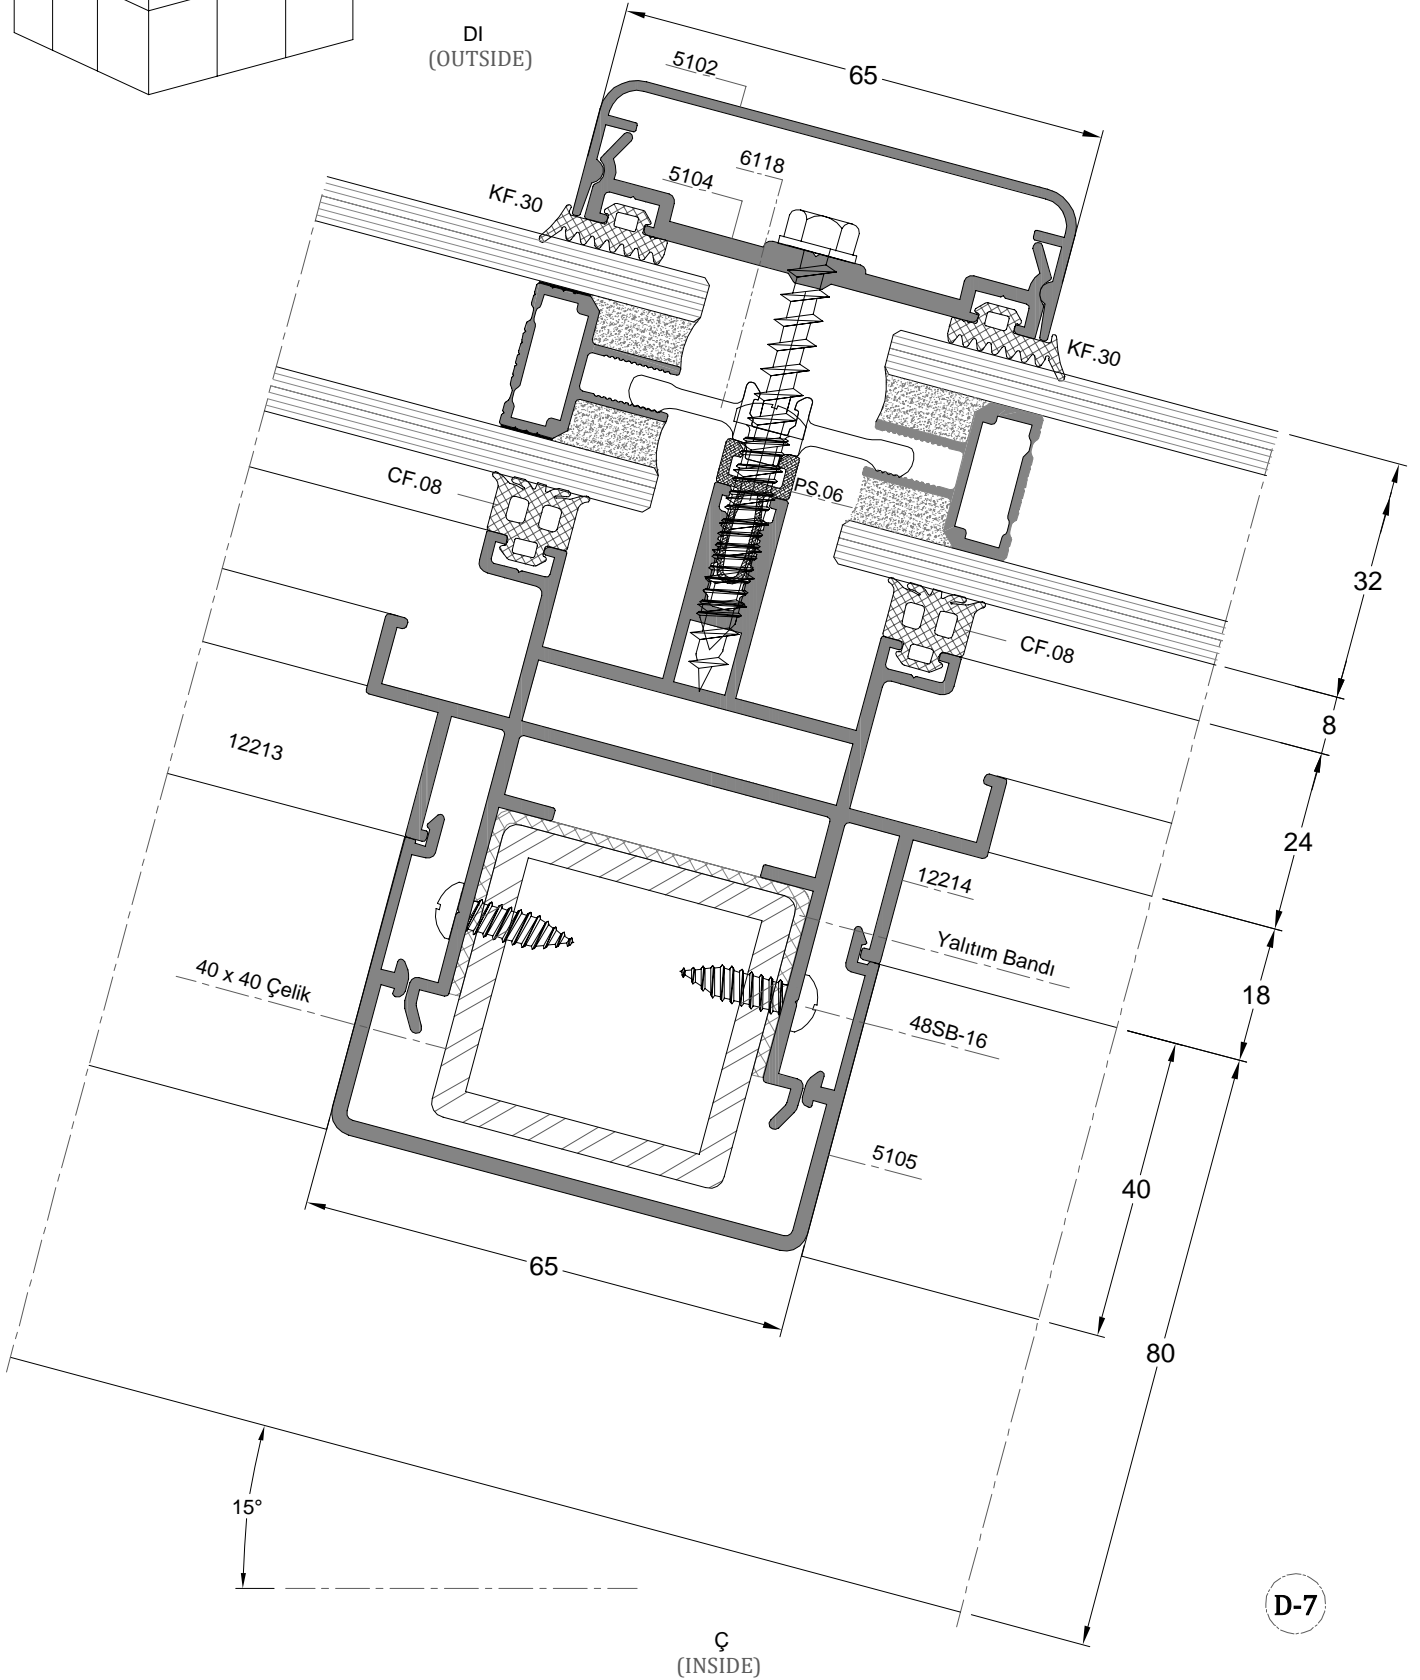 DI
(OUTSIDE)
65
5102
6118
5104
KF.30
KF.30
CF.08
PS.06
32
CF.08
8
12213
24
12214
Yalıtım Bandı
40 x 40 Çelik
18
48SB-16
5105
40
65
80
15°
D-7
Ç
(INSIDE)